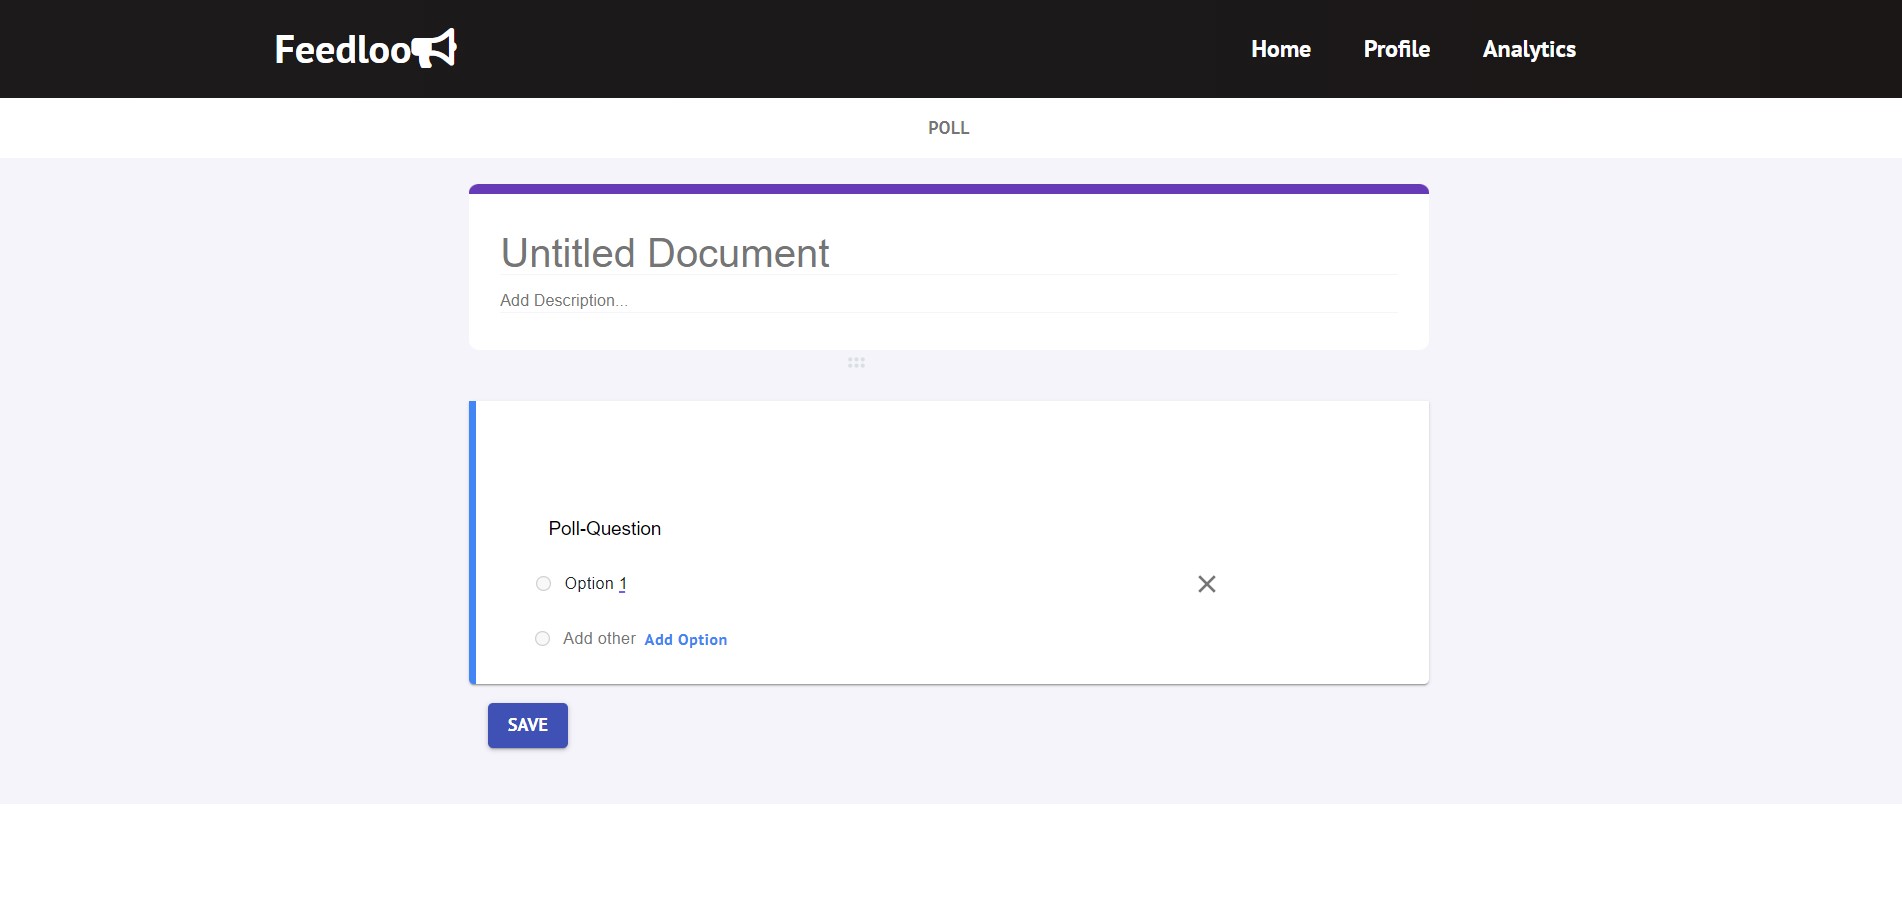 Feedloo
Home Profile Analytics
POLL
Untitled Document
Add Description...
Poll-Question
Option 1
Add other Add Option
SAVE